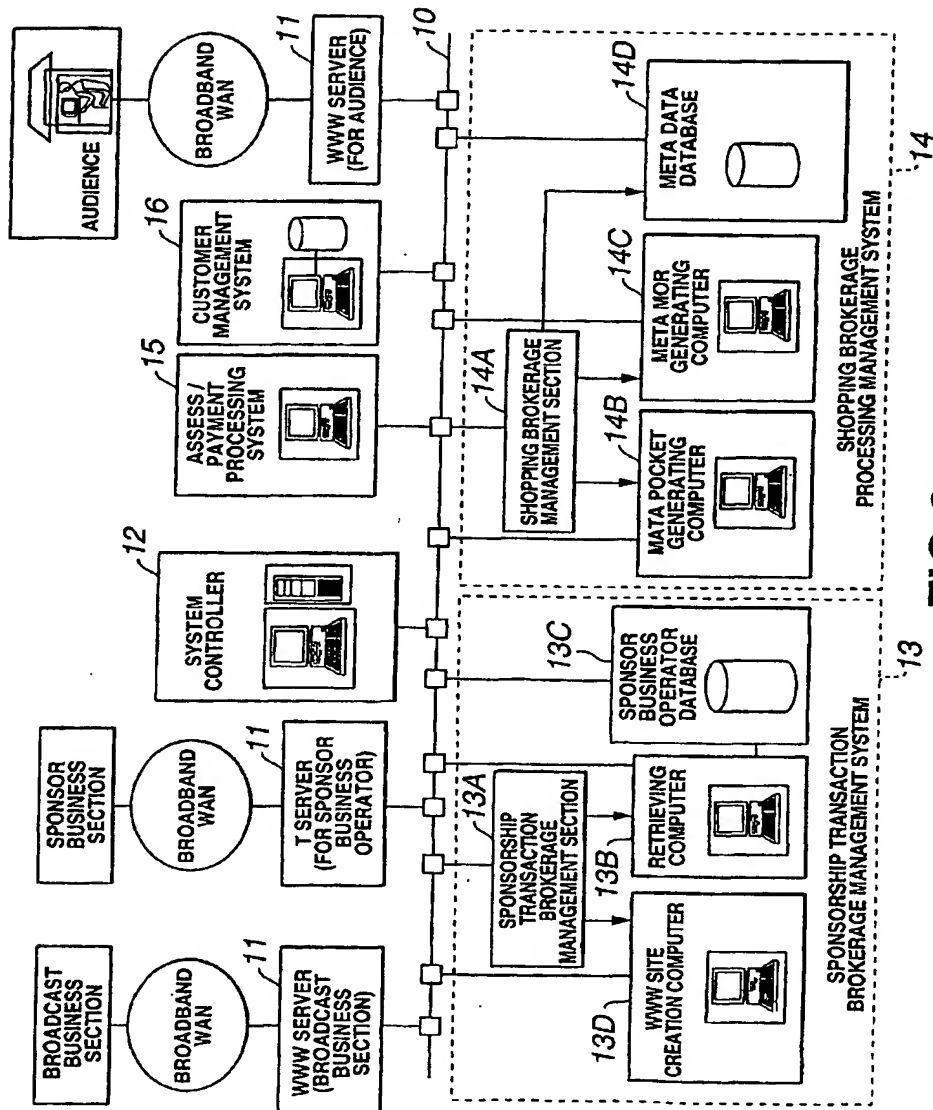 BROADCAST
BUSINESS
SECTION
BROADBAND
WAN
11
WWW SERVER
(BROADCAST
BUSINESS
SECTION)
SPONSOR
BUSINESS
SECTION
BROADBAND
WAN
11
T SERVER
(FOR SPONSOR
BUSINESS
OPERATOR)
12
SYSTEM
CONTROLLER
15
ASSESS/
PAYMENT
PROCESSING
SYSTEM
16
CUSTOMER
MANAGEMENT
SYSTEM
AUDIENCE
BROADBAND
WAN
11
WWW SERVER
(FOR AUDIENCE)
10
13A
SPONSORSHIP
TRANSACTION
BROKERAGE
MANAGEMENT SECTION
13D
WWW SITE
CREATION COMPUTER
13B
RETRIEVING
COMPUTER
13C
SPONSOR
BUSINESS
OPERATOR
DATABASE
SPONSORSHIP TRANSACTION
BROKERAGE MANAGEMENT SYSTEM
13
14A
SHOPPING BROKERAGE
MANAGEMENT SECTION
14B
MATA POCKET
GENERATING
COMPUTER
14C
META MOR
GENERATING
COMPUTER
14D
META DATA
DATABASE
SHOPPING BROKERAGE
PROCESSING MANAGEMENT SYSTEM
14